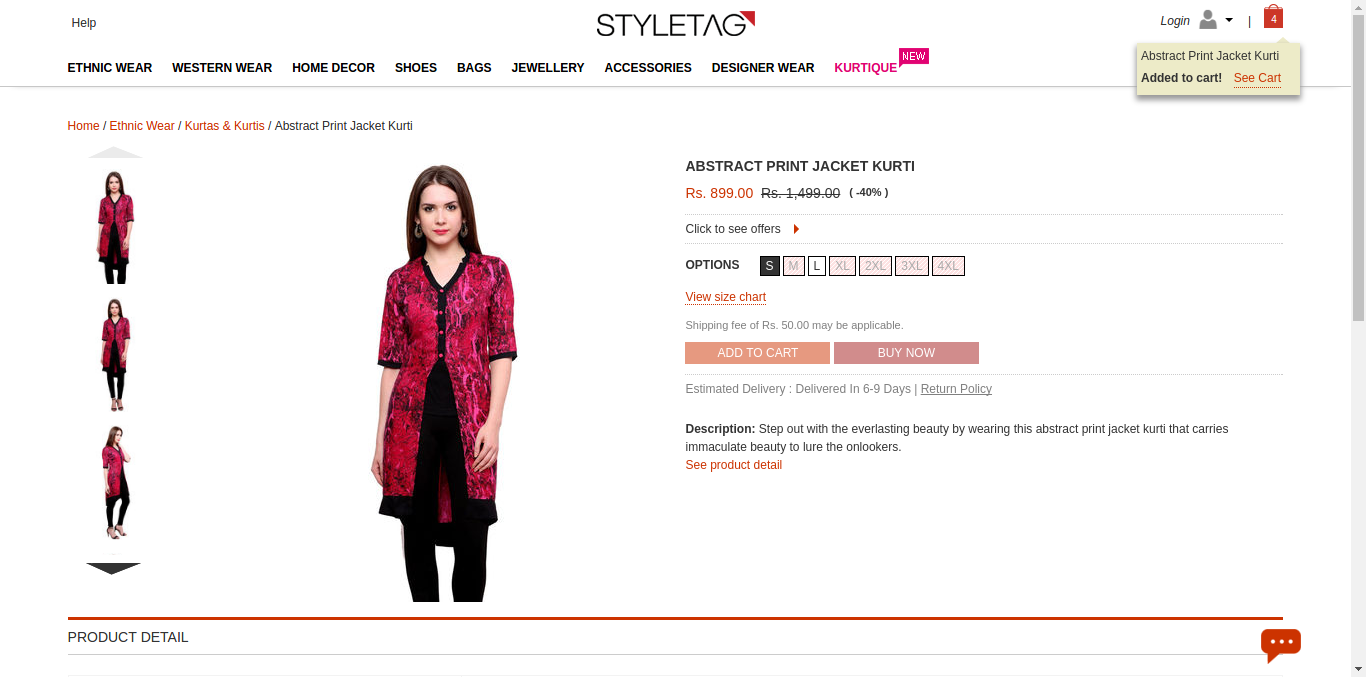 Help
STYLETAG
Login
|
4
ETHNIC WEAR WESTERN WEAR HOME DECOR SHOES BAGS JEWELLERY ACCESSORIES DESIGNER WEAR KURTIQUE NEW
Abstract Print Jacket Kurti
Added to cart! See Cart
Home / Ethnic Wear / Kurtas & Kurtis / Abstract Print Jacket Kurti
ABSTRACT PRINT JACKET KURTI
Rs. 899.00 Rs. 1,499.00 ( -40% )
Click to see offers
OPTIONS S M L XL 2XL 3XL 4XL
View size chart
Shipping fee of Rs. 50.00 may be applicable.
ADD TO CART BUY NOW
Estimated Delivery : Delivered In 6-9 Days | Return Policy
Description: Step out with the everlasting beauty by wearing this abstract print jacket kurti that carries
immaculate beauty to lure the onlookers.
See product detail
PRODUCT DETAIL